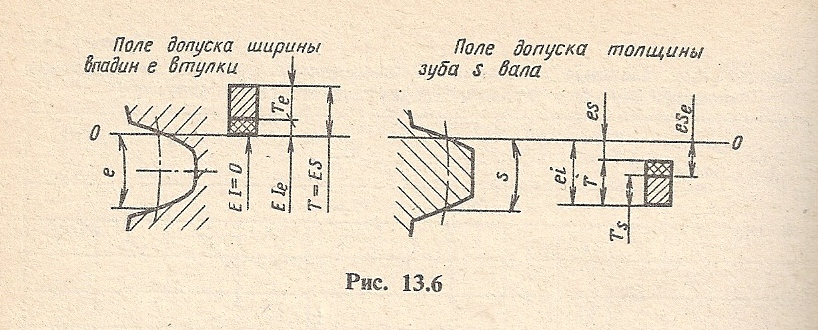 Поле допуска ширины
впадин e втулки
Поле допуска толщины
зуба s вала
0
e
EI=0
Te
EIe
T=ES
s
ei
T
Ts
es
eSe
0
Рис. 13.6